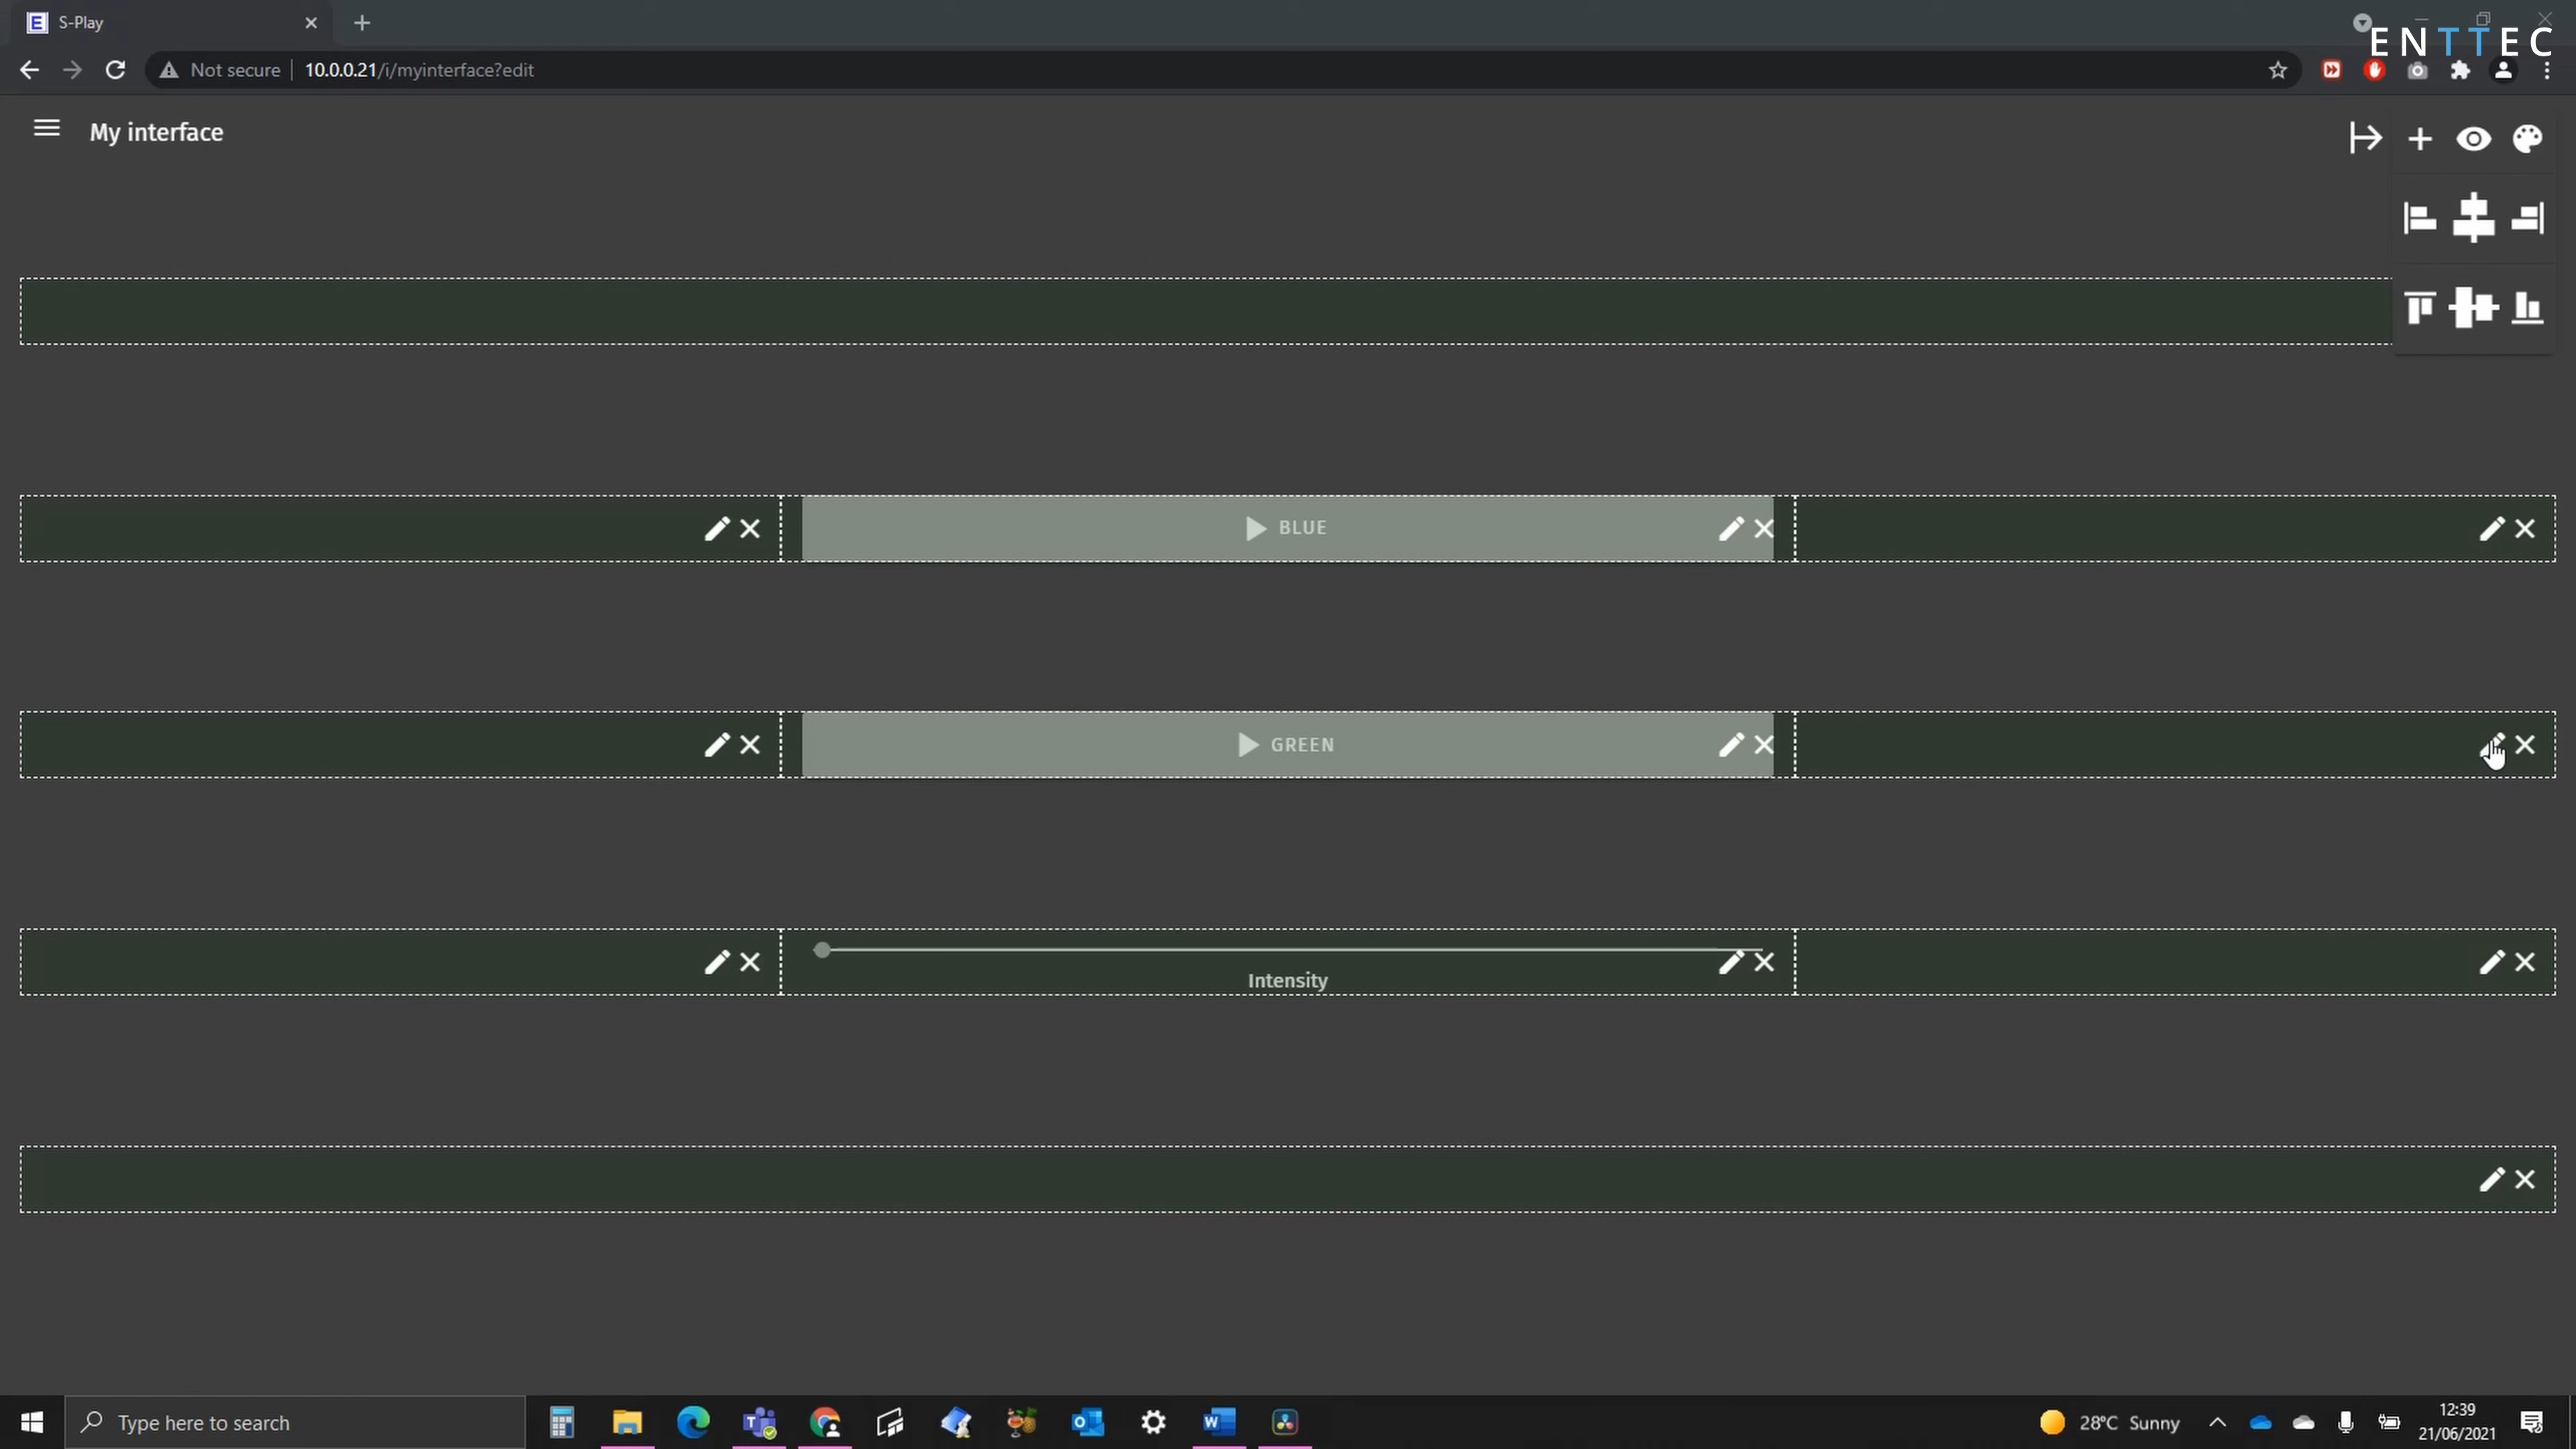 S-Play
ENTTEC
Not secure
10.0.0.21/i/myinterface?edit
My interface
BLUE
GREEN
Intensity
Type here to search
28°C Sunny
12:39
21/06/2021